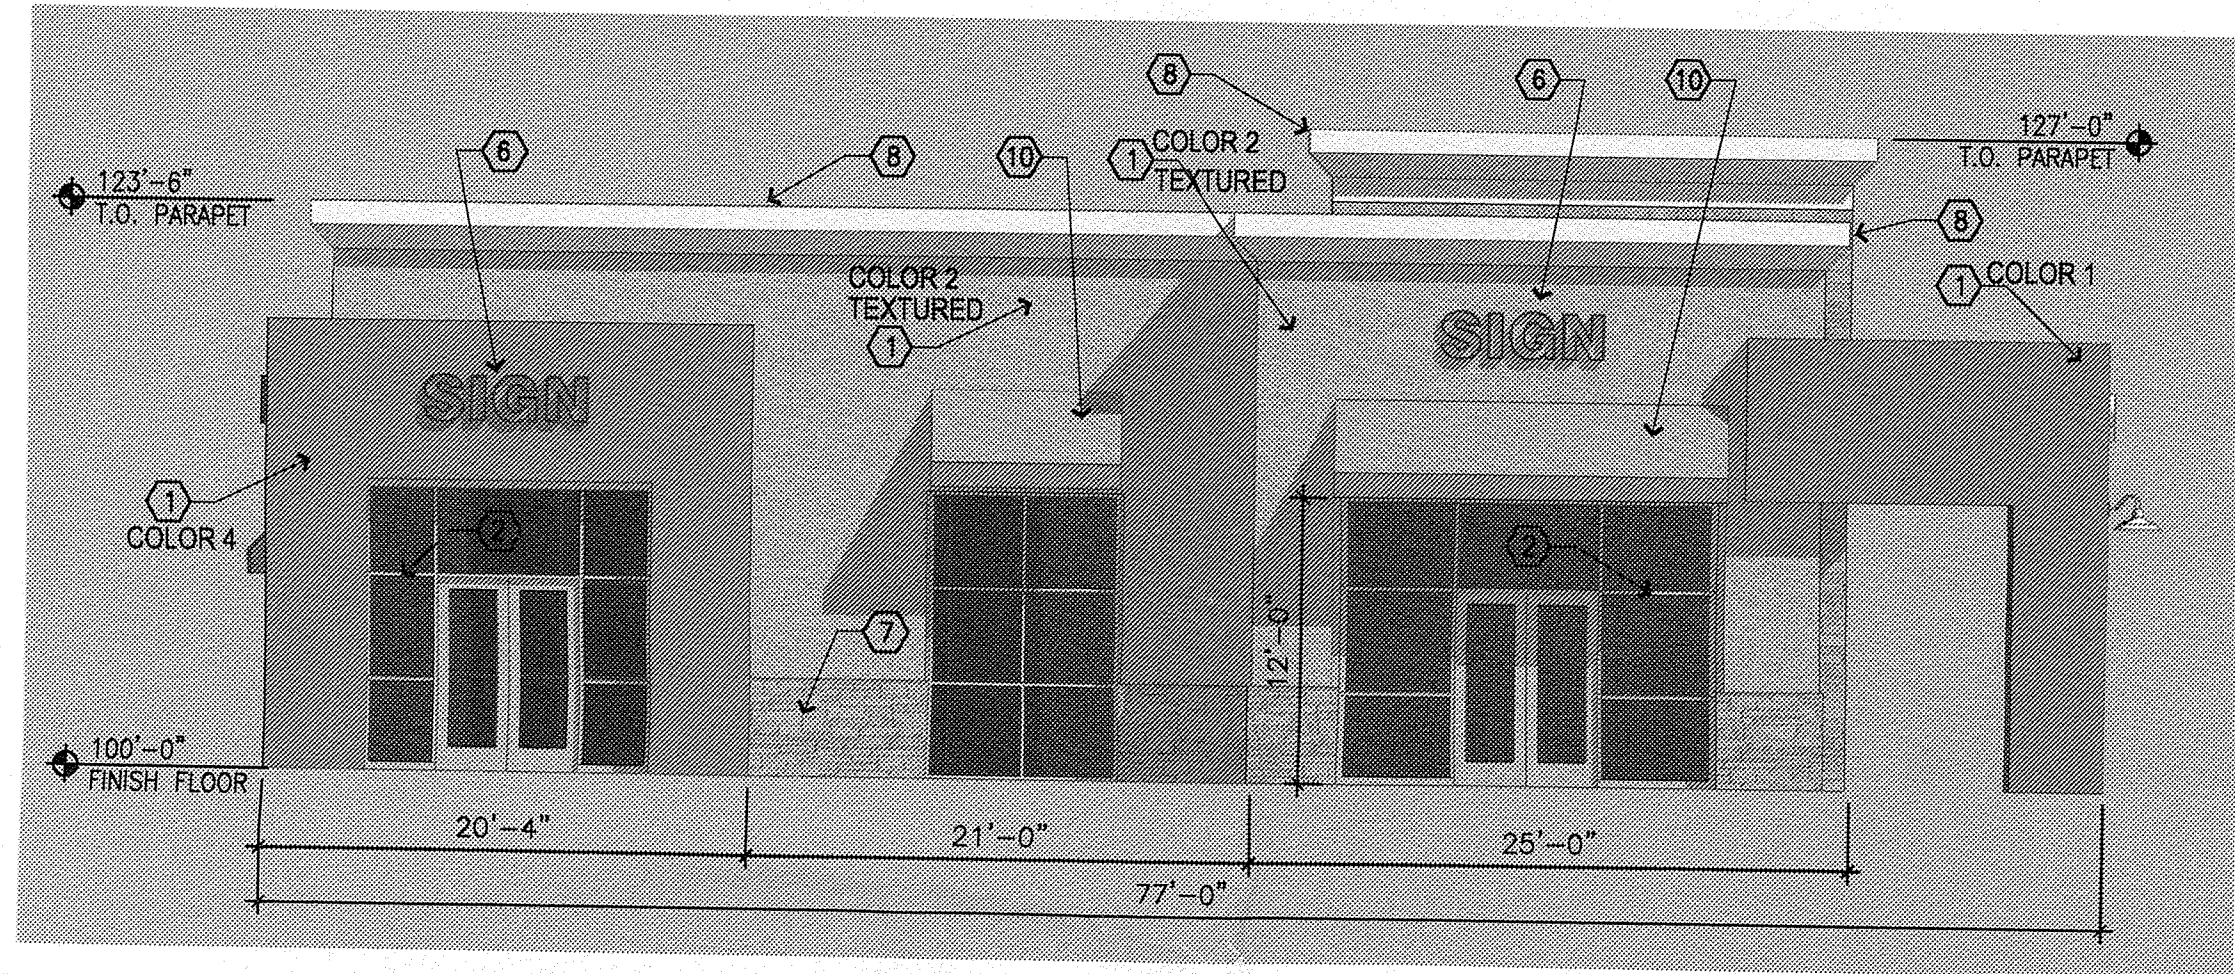 8
6
10
127'-0"
T.O. PARAPET
6
8
10
1
COLOR 2
TEXTURED
123'-6"
T.O. PARAPET
8
COLOR 2
TEXTURED
1
1
COLOR 1
SIGN
SIGN
1
COLOR 4
2
2
7
12'-0"
100'-0"
FINISH FLOOR
20'-4"
21'-0"
25'-0"
77'-0"